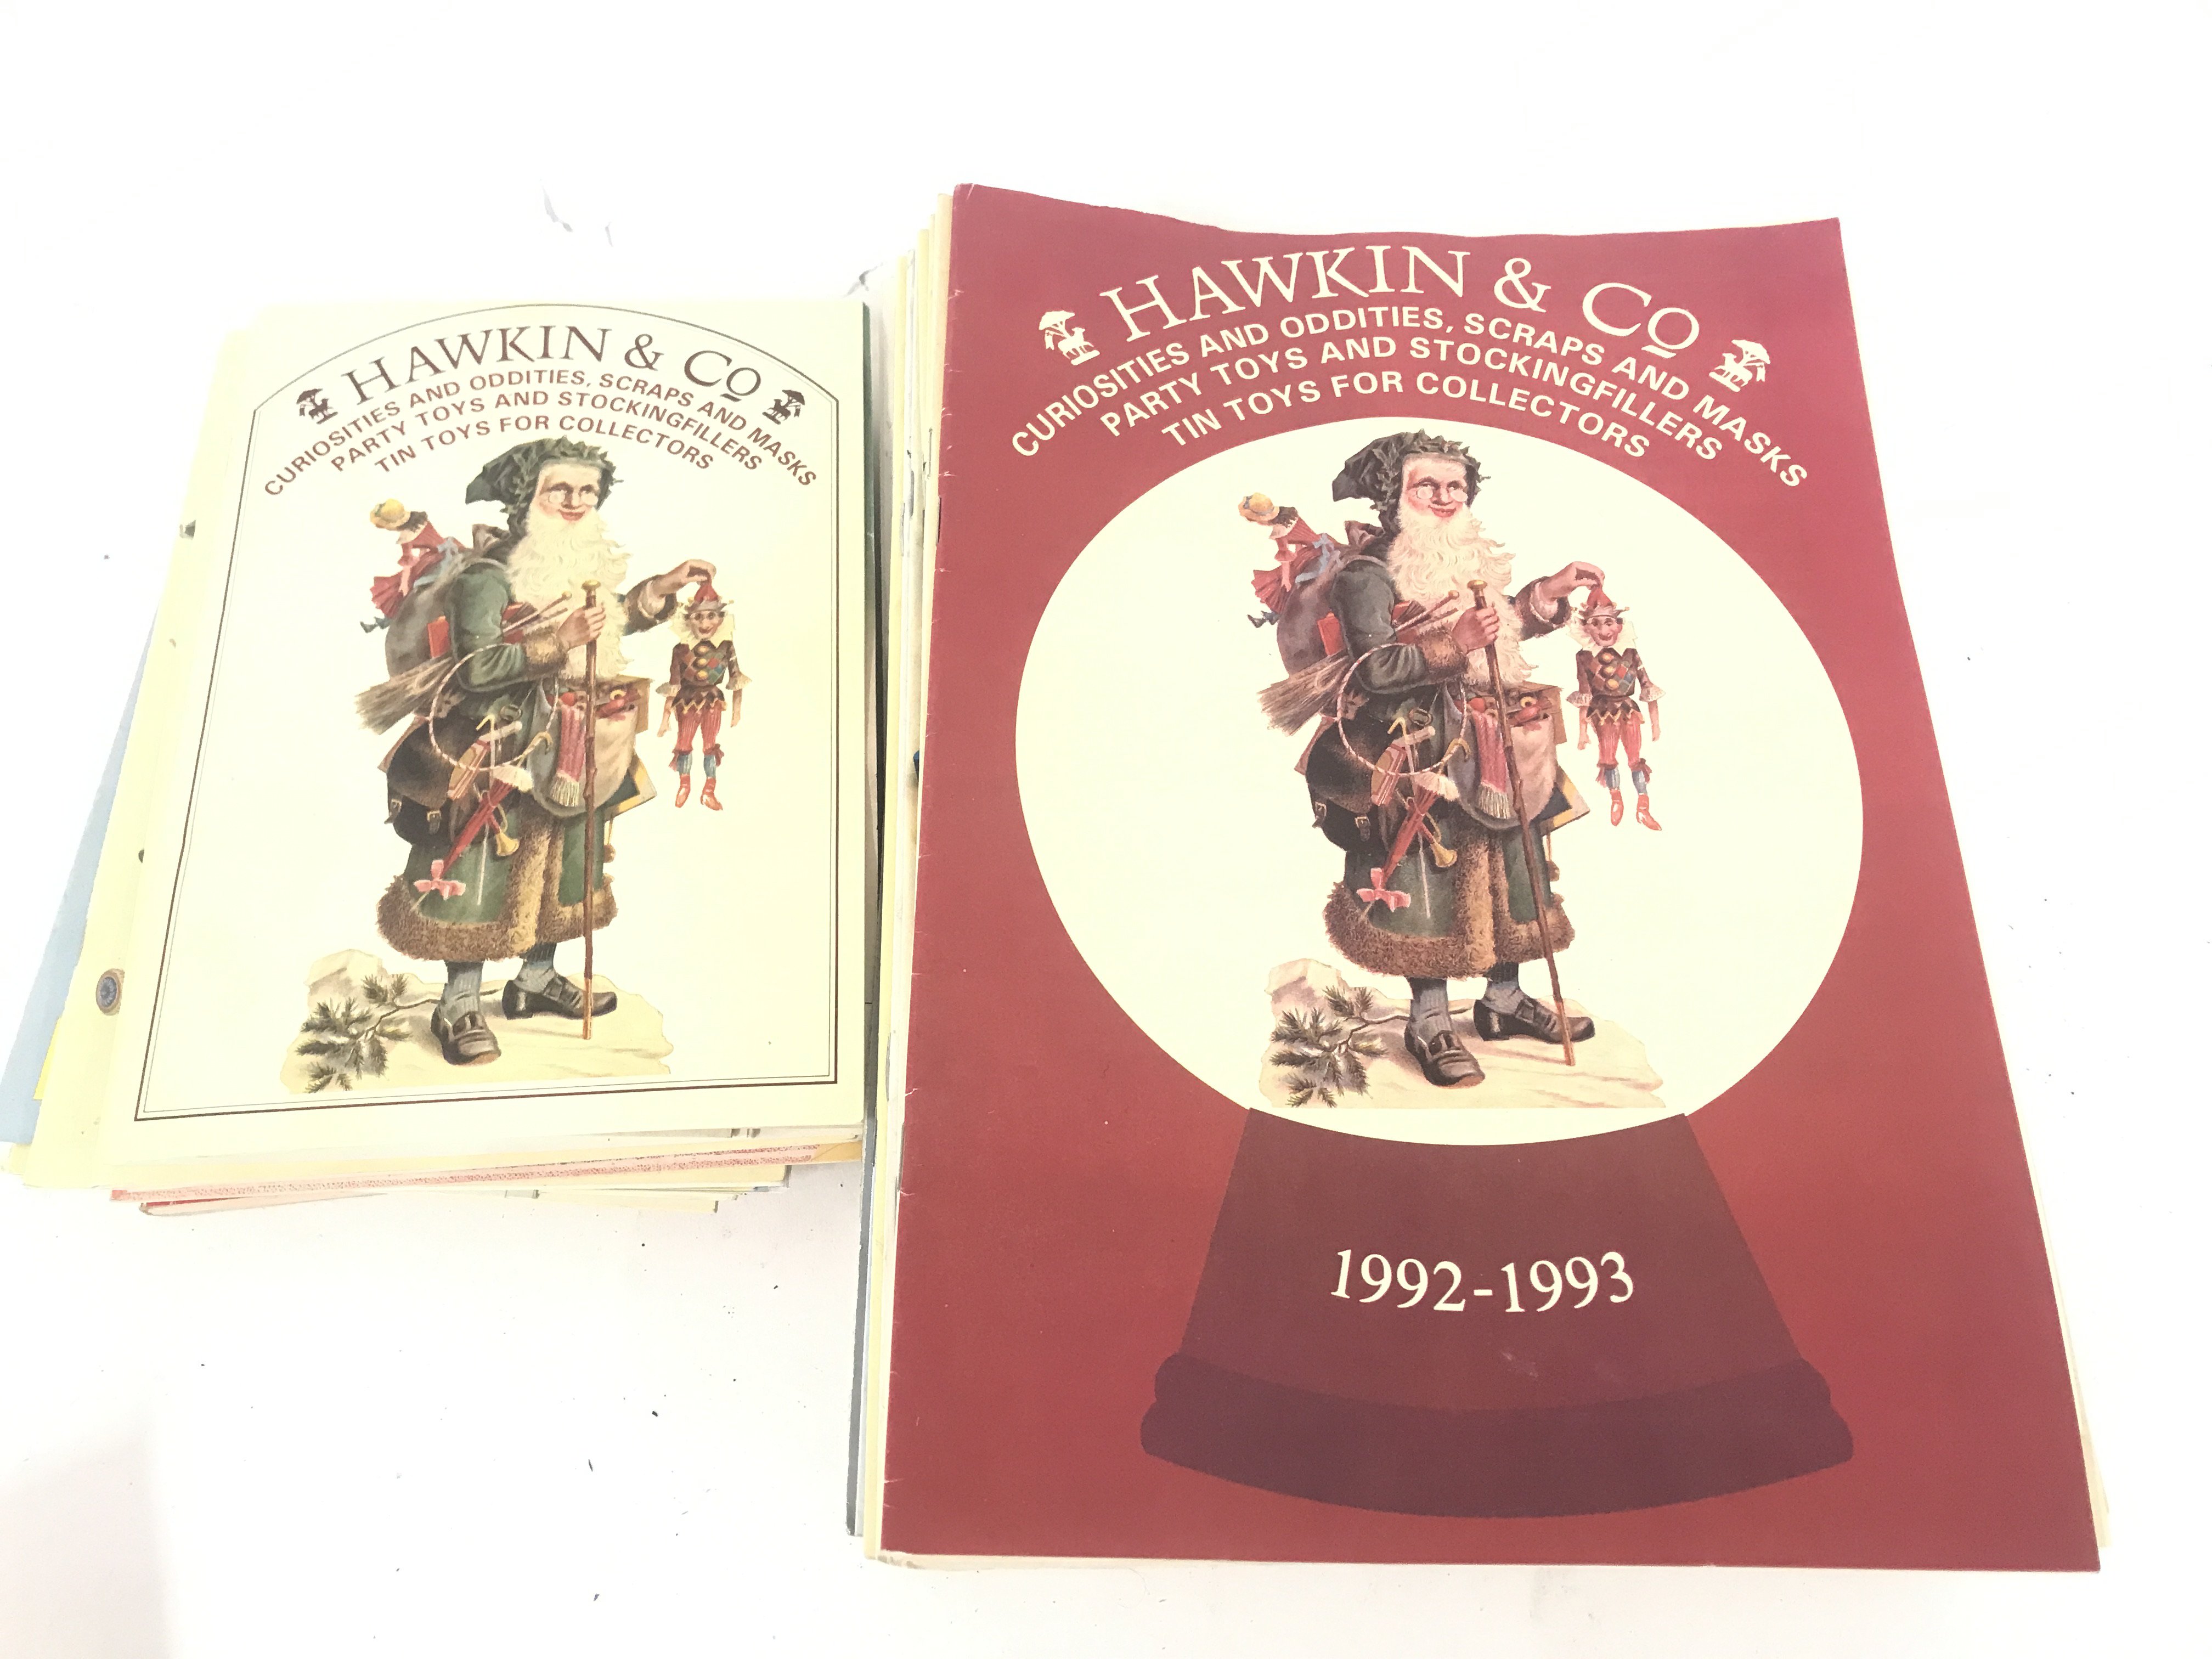 HAWKIN & CO
CURIOSITIES AND ODDITIES, SCRAPS AND MASKS
PARTY TOYS AND STOCKINGFILLERS
TIN TOYS FOR COLLECTORS
HAWKIN & CO
CURIOSITIES AND ODDITIES, SCRAPS AND MASKS
PARTY TOYS AND STOCKINGFILLERS
TIN TOYS FOR COLLECTORS
1992-1993